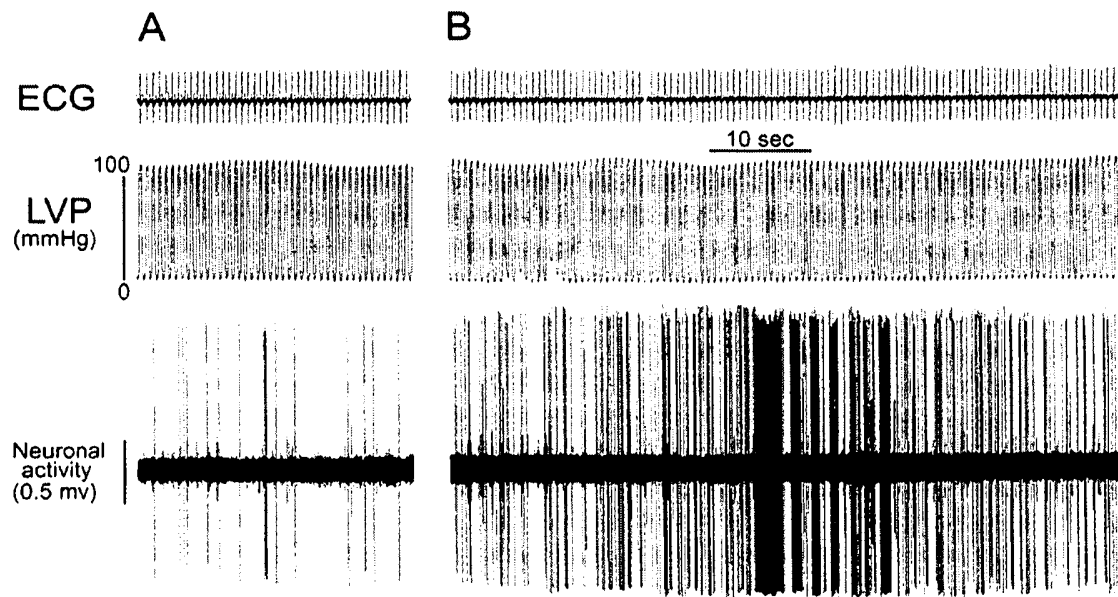 A
B
ECG
10 sec
100
LVP
(mmHg)
0
Neuronal
activity
(0.5 mv)